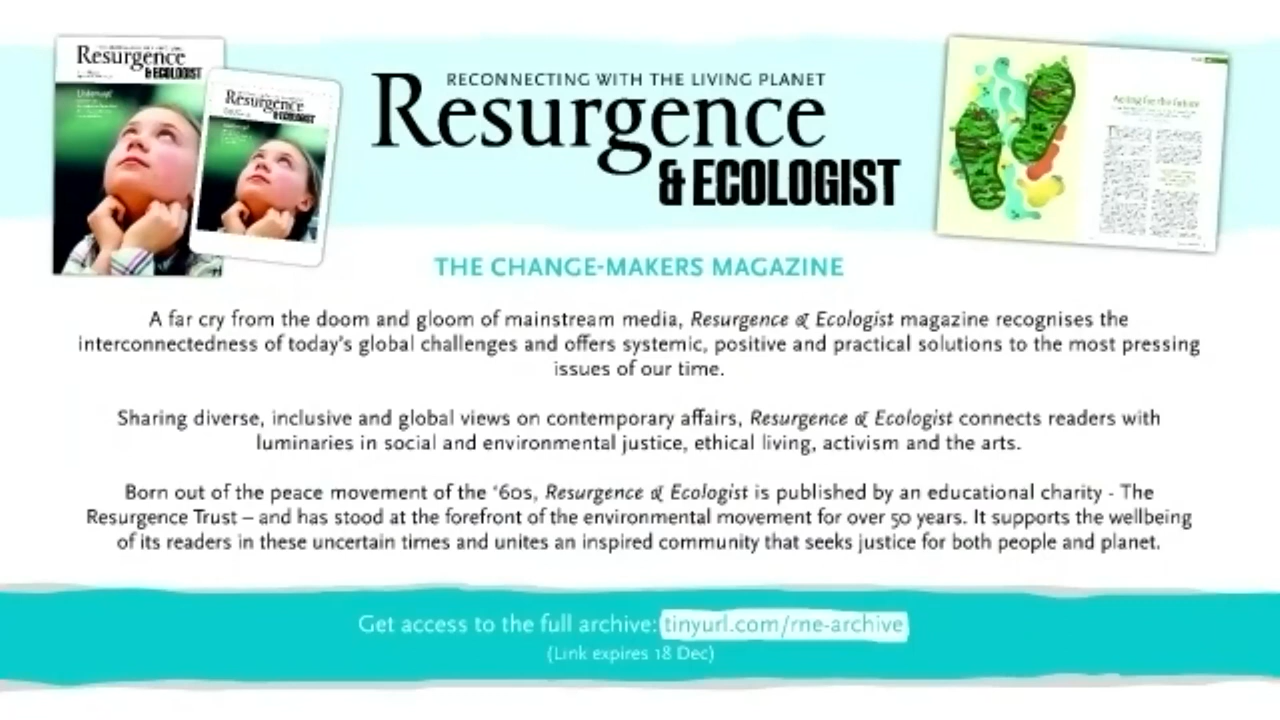 Resurgence
& ECOLOGIST
Resurgence
& ECOLOGIST
RECONNECTING WITH THE LIVING PLANET
Resurgence
& ECOLOGIST
Acting for the future
THE CHANGE-MAKERS MAGAZINE
A far cry from the doom and gloom of mainstream media, Resurgence & Ecologist magazine recognises the
interconnectedness of today's global challenges and offers systemic, positive and practical solutions to the most pressing
issues of our time.
Sharing diverse, inclusive and global views on contemporary affairs, Resurgence & Ecologist connects readers with
luminaries in social and environmental justice, ethical living, activism and the arts.
Born out of the peace movement of the '60s, Resurgence & Ecologist is published by an educational charity - The
Resurgence Trust – and has stood at the forefront of the environmental movement for over 50 years. It supports the wellbeing
of its readers in these uncertain times and unites an inspired community that seeks justice for both people and planet.
Get access to the full archive: tinyurl.com/rne-archive
(Link expires 18 Dec)